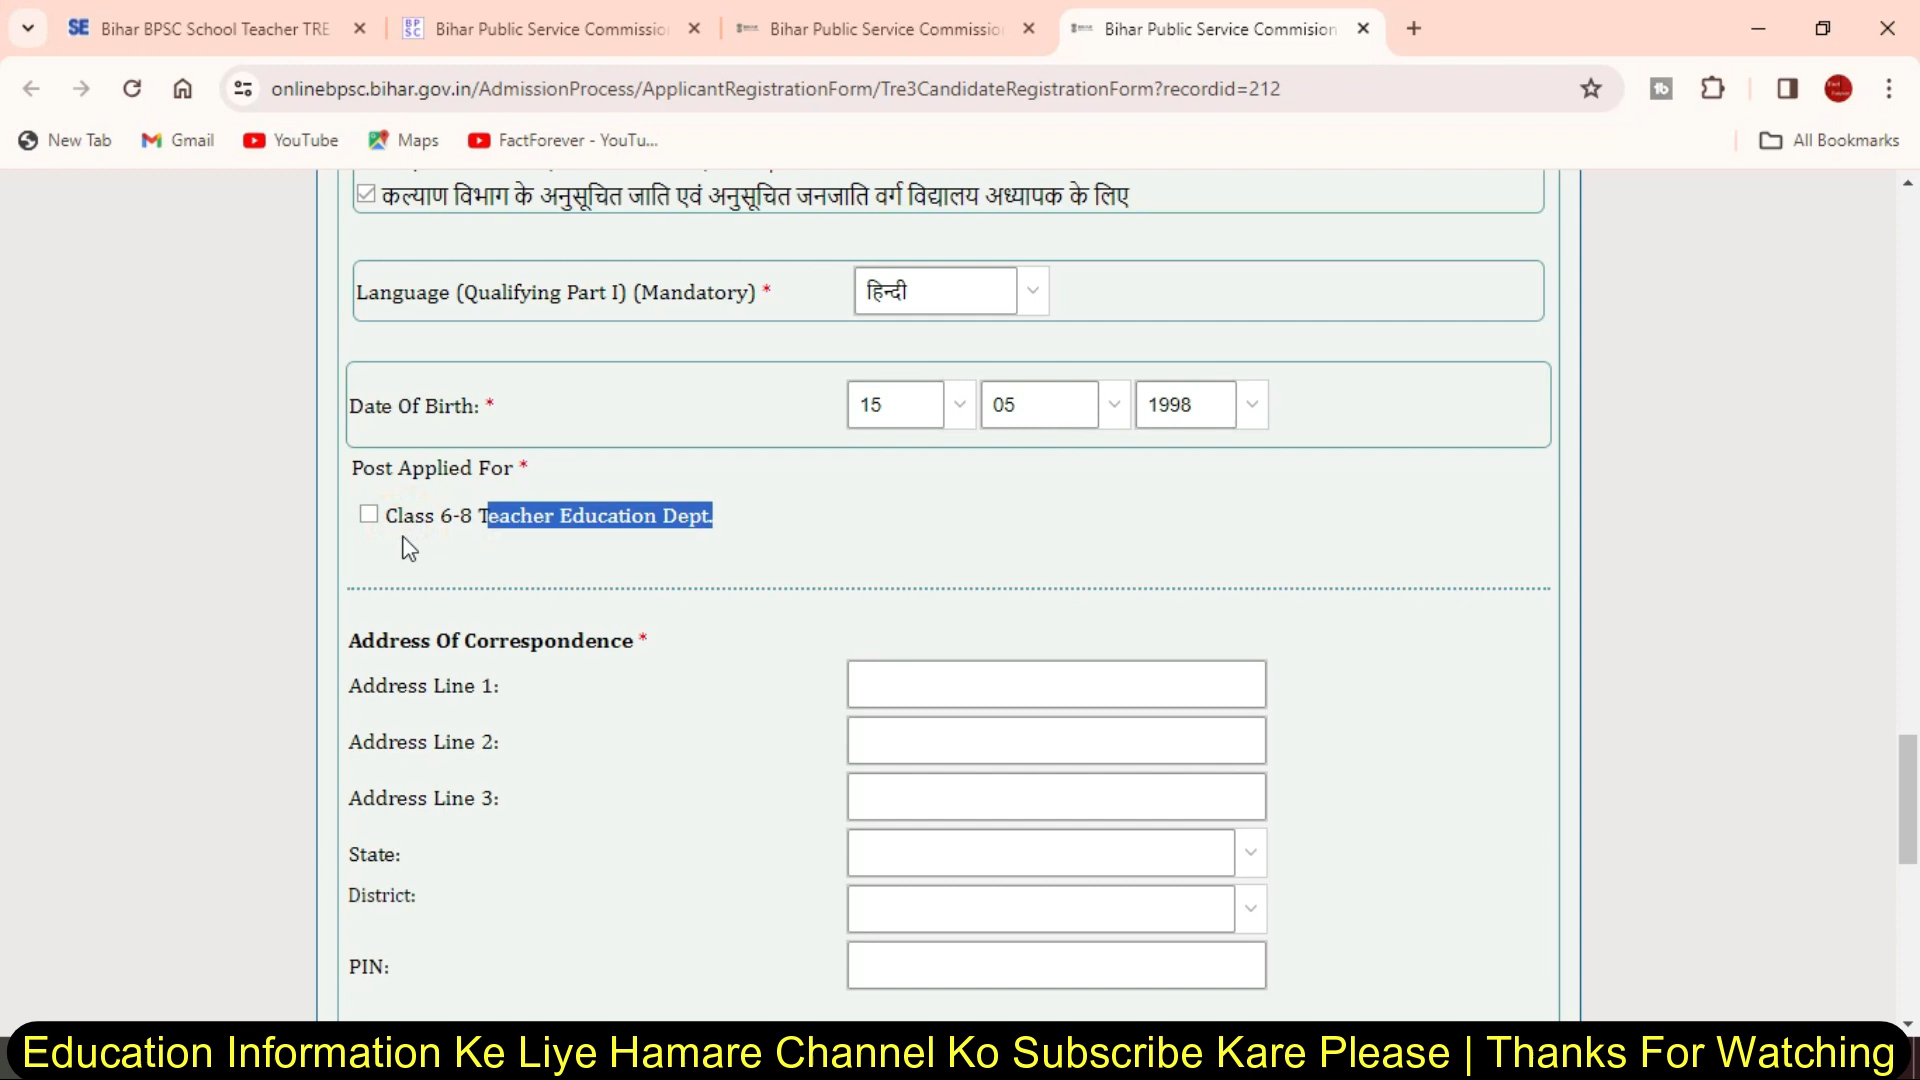 Bihar BPSC School Teacher TRE
Bihar Public Service Commissio
Bihar Public Service Commissio
Bihar Public Service Commision
onlinebpsc.bihar.gov.in/AdmissionProcess/ApplicantRegistrationForm/Tre3CandidateRegistrationForm?recordid=212
New Tab
Gmail
YouTube
Maps
FactForever - YouTu...
All Bookmarks
कल्याण विभाग के अनुसूचित जाति एवं अनुसूचित जनजाति वर्ग विद्यालय अध्यापक के लिए
Language (Qualifying Part I) (Mandatory) * हिन्दी
Date Of Birth: * 15 05 1998
Post Applied For *
Class 6-8 Teacher Education Dept.
Address Of Correspondence *
Address Line 1:
Address Line 2:
Address Line 3:
State:
District:
PIN:
Education Information Ke Liye Hamare Channel Ko Subscribe Kare Please | Thanks For Watching